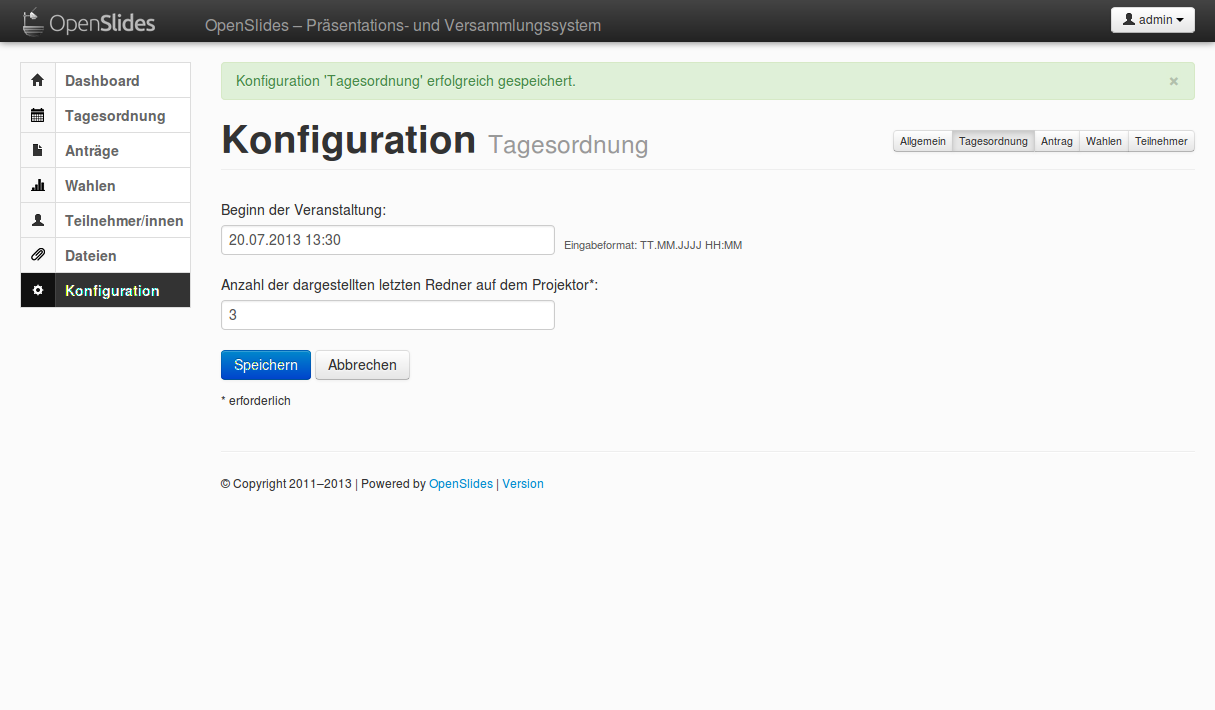 OpenSlides
OpenSlides – Präsentations- und Versammlungssystem
admin
Dashboard
Tagesordnung
Anträge
Wahlen
Teilnehmer/innen
Dateien
Konfiguration
Konfiguration 'Tagesordnung' erfolgreich gespeichert.
×
Konfiguration Tagesordnung
Allgemein Tagesordnung Antrag Wahlen Teilnehmer
Beginn der Veranstaltung:
20.07.2013 13:30 Eingabeformat: TT.MM.JJJJ HH:MM
Anzahl der dargestellten letzten Redner auf dem Projektor*:
3
Speichern Abbrechen
* erforderlich
© Copyright 2011–2013 | Powered by OpenSlides | Version